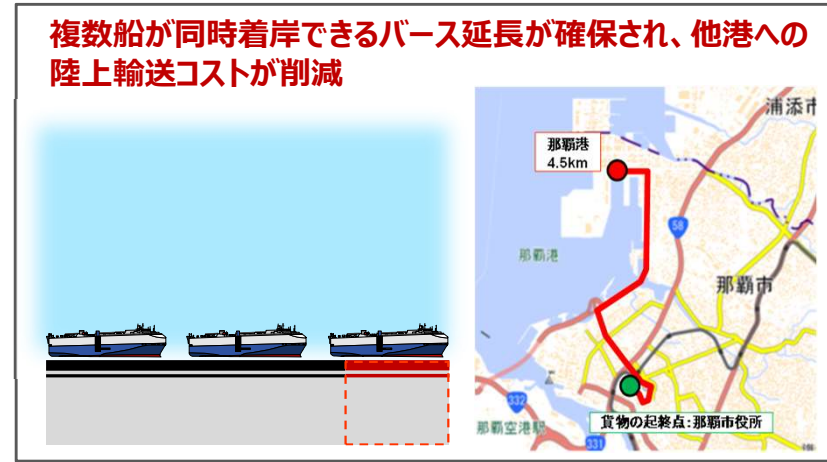 複数船が同時着岸できるバース延長が確保され、他港への
陸上輸送コストが削減
浦添市
那覇港
4.5km
58
那覇港
那覇市
332
貨物の起終点:那覇市役所
那覇空港駅
331